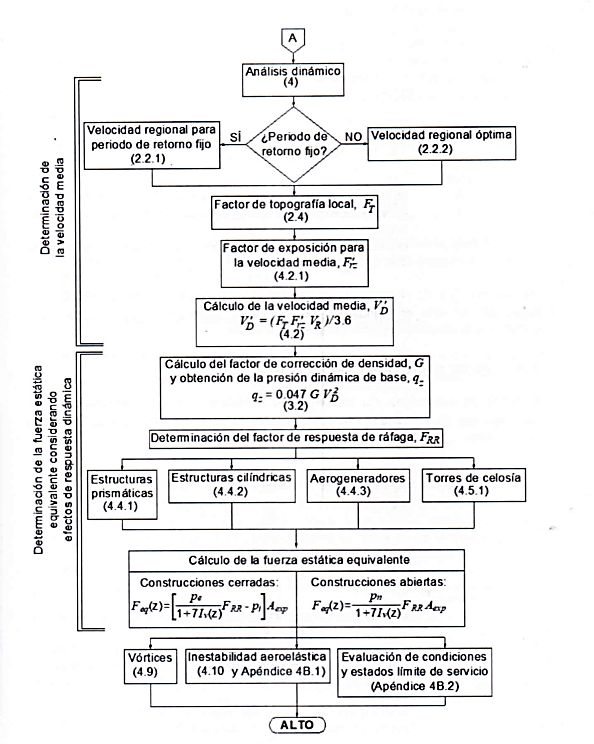 A
Análisis dinámico
(4)
Determinación de
la velocidad media
Velocidad regional para
periodo de retorno fijo
(2.2.1)
SÍ
¿Periodo de
retorno fijo?
NO
Velocidad regional óptima
(2.2.2)
Factor de topografía local, F_T
(2.4)
Factor de exposición para
la velocidad media, F'_rz
(4.2.1)
Cálculo de la velocidad media, V'_D
V'_D = (F_T F'_rz V_R)/3.6
(4.2)
Determinación de la fuerza estática
equivalente considerando
efectos de respuesta dinámica
Cálculo del factor de corrección de densidad, G
y obtención de la presión dinámica de base, q_z
q_z = 0.047 G V_D^2
(3.2)
Determinación del factor de respuesta de ráfaga, F_RR
Estructuras
prismáticas
(4.4.1)
Estructuras cilíndricas
(4.4.2)
Aerogeneradores
(4.4.3)
Torres de celosía
(4.5.1)
Cálculo de la fuerza estática equivalente
Construcciones cerradas:
F_eq(z)=[p_e/(1+7I_v(z)) F_RR - p_i] A_exp
Construcciones abiertas:
F_eq(z)=p_n/(1+7I_v(z)) F_RR A_exp
Vórtices
(4.9)
Inestabilidad aeroelástica
(4.10 y Apéndice 4B.1)
Evaluación de condiciones
y estados límite de servicio
(Apéndice 4B.2)
ALTO